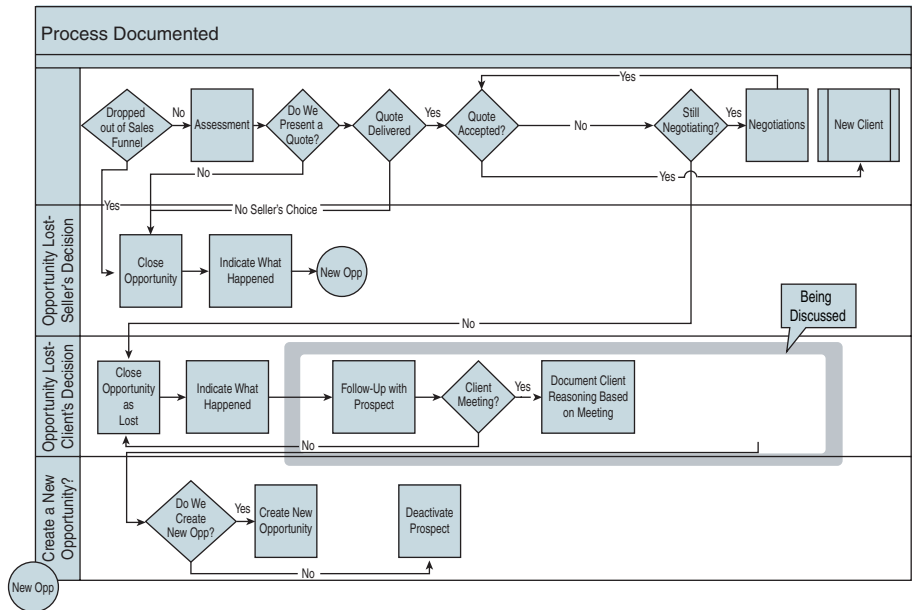 Process Documented
Dropped
out of Sales
Funnel
No
Assessment
Do We
Present a
Quote?
Quote
Delivered
Yes
Quote
Accepted?
No
Still
Negotiating?
Yes
Negotiations
Yes
New Client
Yes
No
Yes
No Seller's Choice
Opportunity Lost-
Seller's Decision
Close
Opportunity
Indicate What
Happened
New Opp
No
Being
Discussed
Opportunity Lost-
Client's Decision
Close
Opportunity
as
Lost
Indicate What
Happened
Follow-Up with
Prospect
Client
Meeting?
Yes
Document Client
Reasoning Based
on Meeting
No
Create a New
Opportunity?
Do We
Create
New Opp?
Yes
Create New
Opportunity
Deactivate
Prospect
No
New Opp